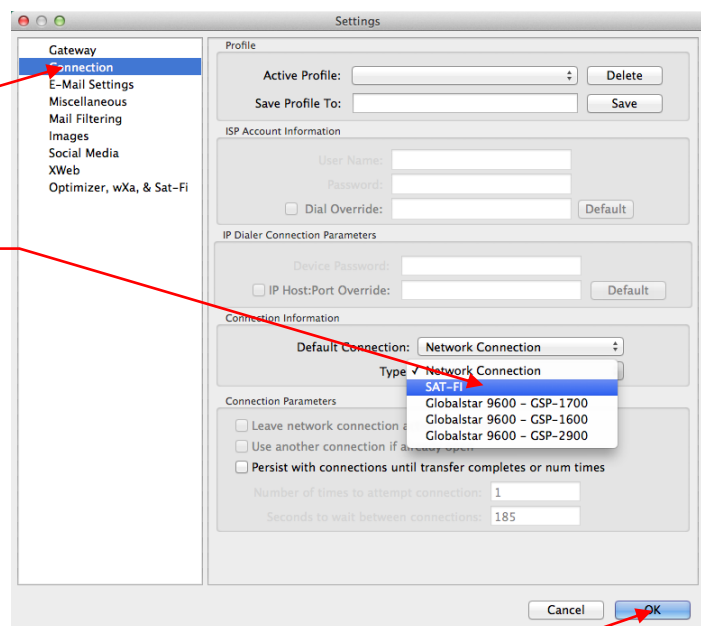 Settings
Gateway
Connection
E-Mail Settings
Miscellaneous
Mail Filtering
Images
Social Media
XWeb
Optimizer, wXa, & Sat-Fi
Profile
Active Profile: Delete
Save Profile To: Save
ISP Account Information
User Name:
Password:
Dial Override: Default
IP Dialer Connection Parameters
Device Password:
IP Host:Port Override: Default
Connection Information
Default Connection: Network Connection
Type ✓ Network Connection
SAT-FI
Globalstar 9600 - GSP-1700
Globalstar 9600 - GSP-1600
Globalstar 9600 - GSP-2900
Connection Parameters
Leave network connection
Use another connection if already open
Persist with connections until transfer completes or num times
Number of times to attempt connection: 1
Seconds to wait between connections: 185
Cancel OK